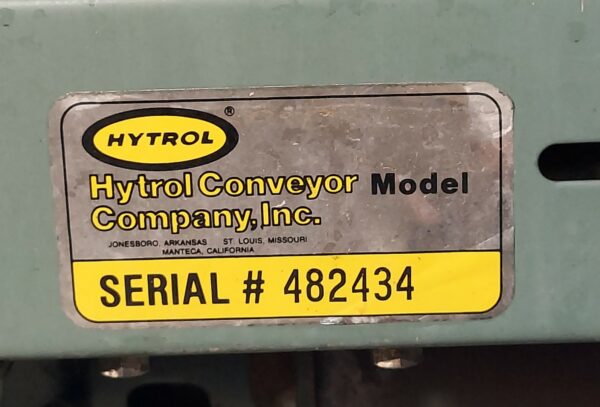 HYTROL®
Hytrol Conveyor Model
Company, Inc.
JONESBORO, ARKANSAS ST. LOUIS, MISSOURI
MANTECA, CALIFORNIA
SERIAL # 482434